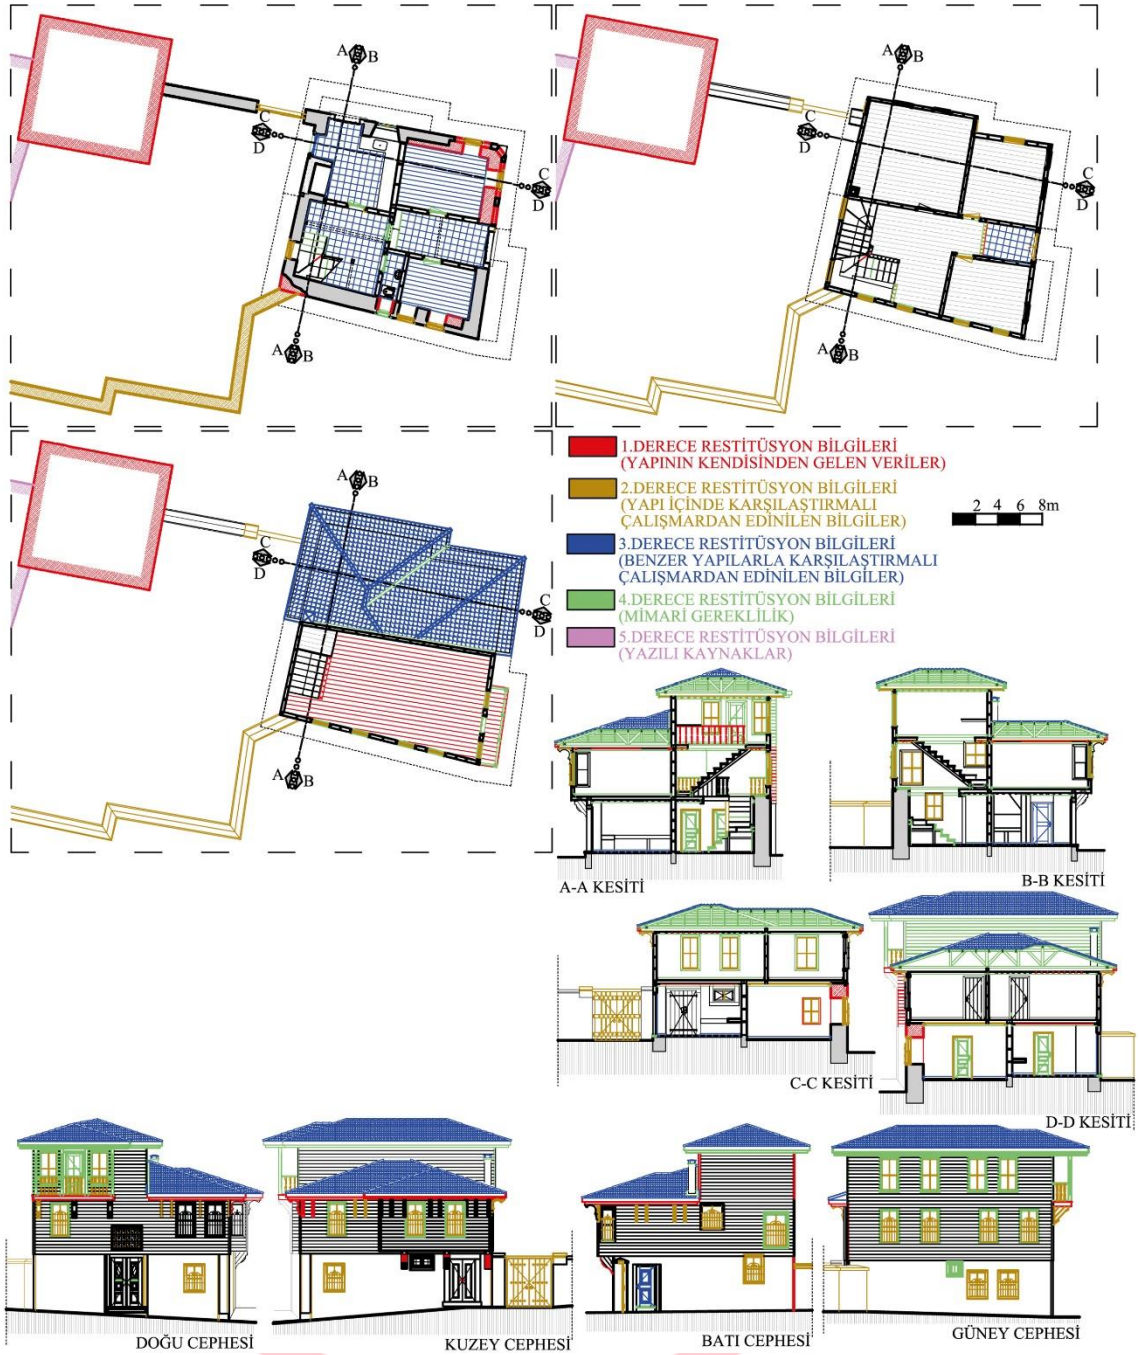 A B
C
D
C
D
A B
A B
C
D
C
D
A B
A B
C
D
C
D
A B
1.DERECE RESTİTÜSYON BİLGİLERİ
(YAPININ KENDİSİNDEN GELEN VERİLER)
2.DERECE RESTİTÜSYON BİLGİLERİ
(YAPI İÇİNDE KARŞILAŞTIRMALI
ÇALIŞMARDAN EDİNİLEN BİLGİLER)
3.DERECE RESTİTÜSYON BİLGİLERİ
(BENZER YAPILARLA KARŞILAŞTIRMALI
ÇALIŞMARDAN EDİNİLEN BİLGİLER)
4.DERECE RESTİTÜSYON BİLGİLERİ
(MİMARİ GEREKLİLİK)
5.DERECE RESTİTÜSYON BİLGİLERİ
(YAZILI KAYNAKLAR)
2 4 6 8m
A-A KESİTİ
B-B KESİTİ
C-C KESİTİ
D-D KESİTİ
DOĞU CEPHESİ
KUZEY CEPHESİ
BATI CEPHESİ
GÜNEY CEPHESİ